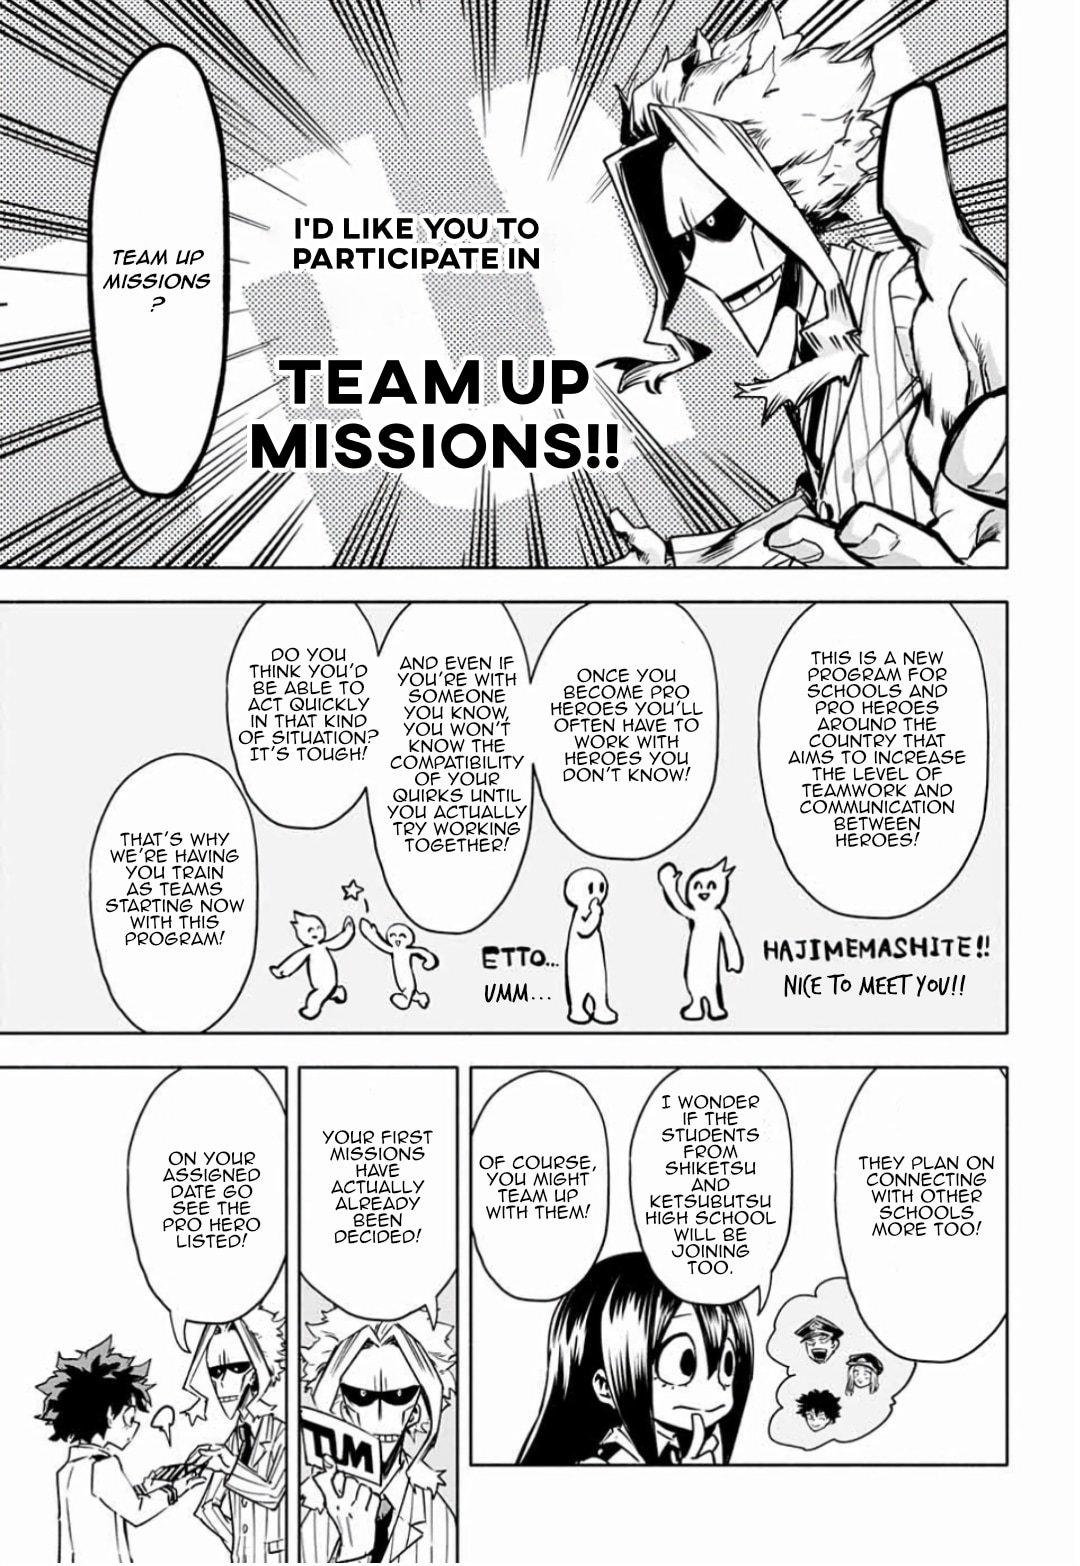 I'D LIKE YOU TO
PARTICIPATE IN
TEAM UP
MISSIONS!!
TEAM UP
MISSIONS
?
THIS IS A NEW
PROGRAM FOR
SCHOOLS AND
PRO HEROES
AROUND THE
COUNTRY THAT
AIMS TO INCREASE
THE LEVEL OF
TEAMWORK AND
COMMUNICATION
BETWEEN
HEROES!
HAJIMEMASHITE!!
NICE TO MEET YOU!!
ONCE YOU
BECOME PRO
HEROES YOU'LL
OFTEN HAVE TO
WORK WITH
HEROES YOU
DON'T KNOW!
ETTO...
UMM...
AND EVEN IF
YOU'RE WITH
SOMEONE
YOU KNOW,
YOU WON'T
KNOW THE
COMPATIBILITY
OF YOUR
QUIRKS UNTIL
YOU ACTUALLY
TRY WORKING
TOGETHER!
DO YOU
THINK YOU'D
BE ABLE TO
ACT QUICKLY
IN THAT KIND
OF SITUATION?
IT'S TOUGH!
THAT'S WHY
WE'RE HAVING
YOU TRAIN
AS TEAMS
STARTING NOW
WITH THIS
PROGRAM!
THEY PLAN ON
CONNECTING
WITH OTHER
SCHOOLS
MORE TOO!
I WONDER
IF THE
STUDENTS
FROM
SHIKETSU
AND
KETSUBUTSU
HIGH SCHOOL
WILL BE
JOINING
TOO.
OF COURSE,
YOU MIGHT
TEAM UP
WITH THEM!
YOUR FIRST
MISSIONS
HAVE
ACTUALLY
ALREADY
BEEN
DECIDED!
TUM
ON YOUR
ASSIGNED
DATE GO
SEE THE
PRO HERO
LISTED!